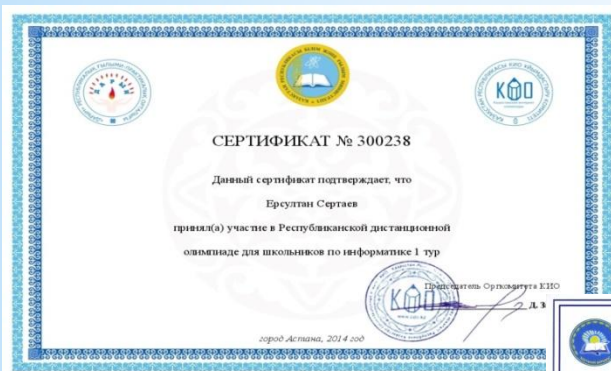 СЕРТИФИКАТ № 300238
Данный сертификат подтверждает, что
Ерсултан Сертаев
принял(а) участие в Республиканской дистанционной
олимпиаде для школьников по информатике 1 тур
Председатель Оргкомитета КИО
Д. З
город Астана, 2014 год